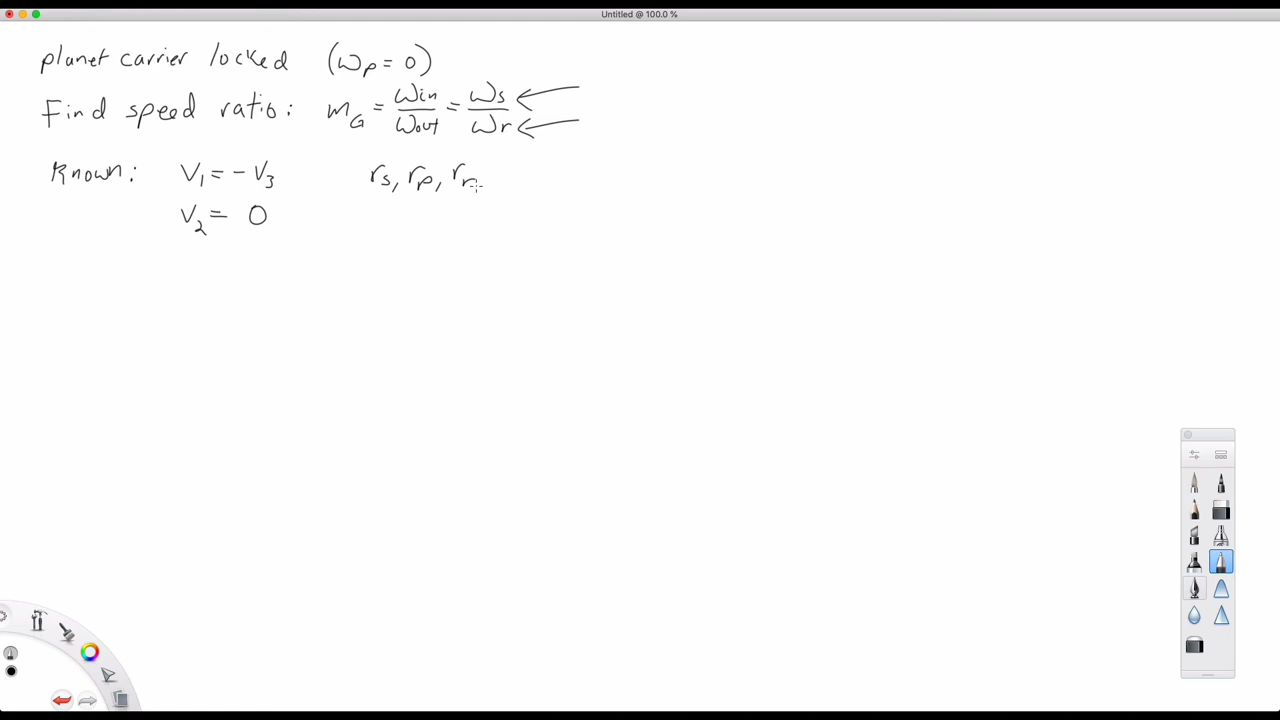 Untitled @ 100.0 %
planet carrier locked (ωp = 0)
Find speed ratio: mG = ωin/ωout = ωs/ωr
Known: V1 = - V3 rs, rp, rr
V2 = 0